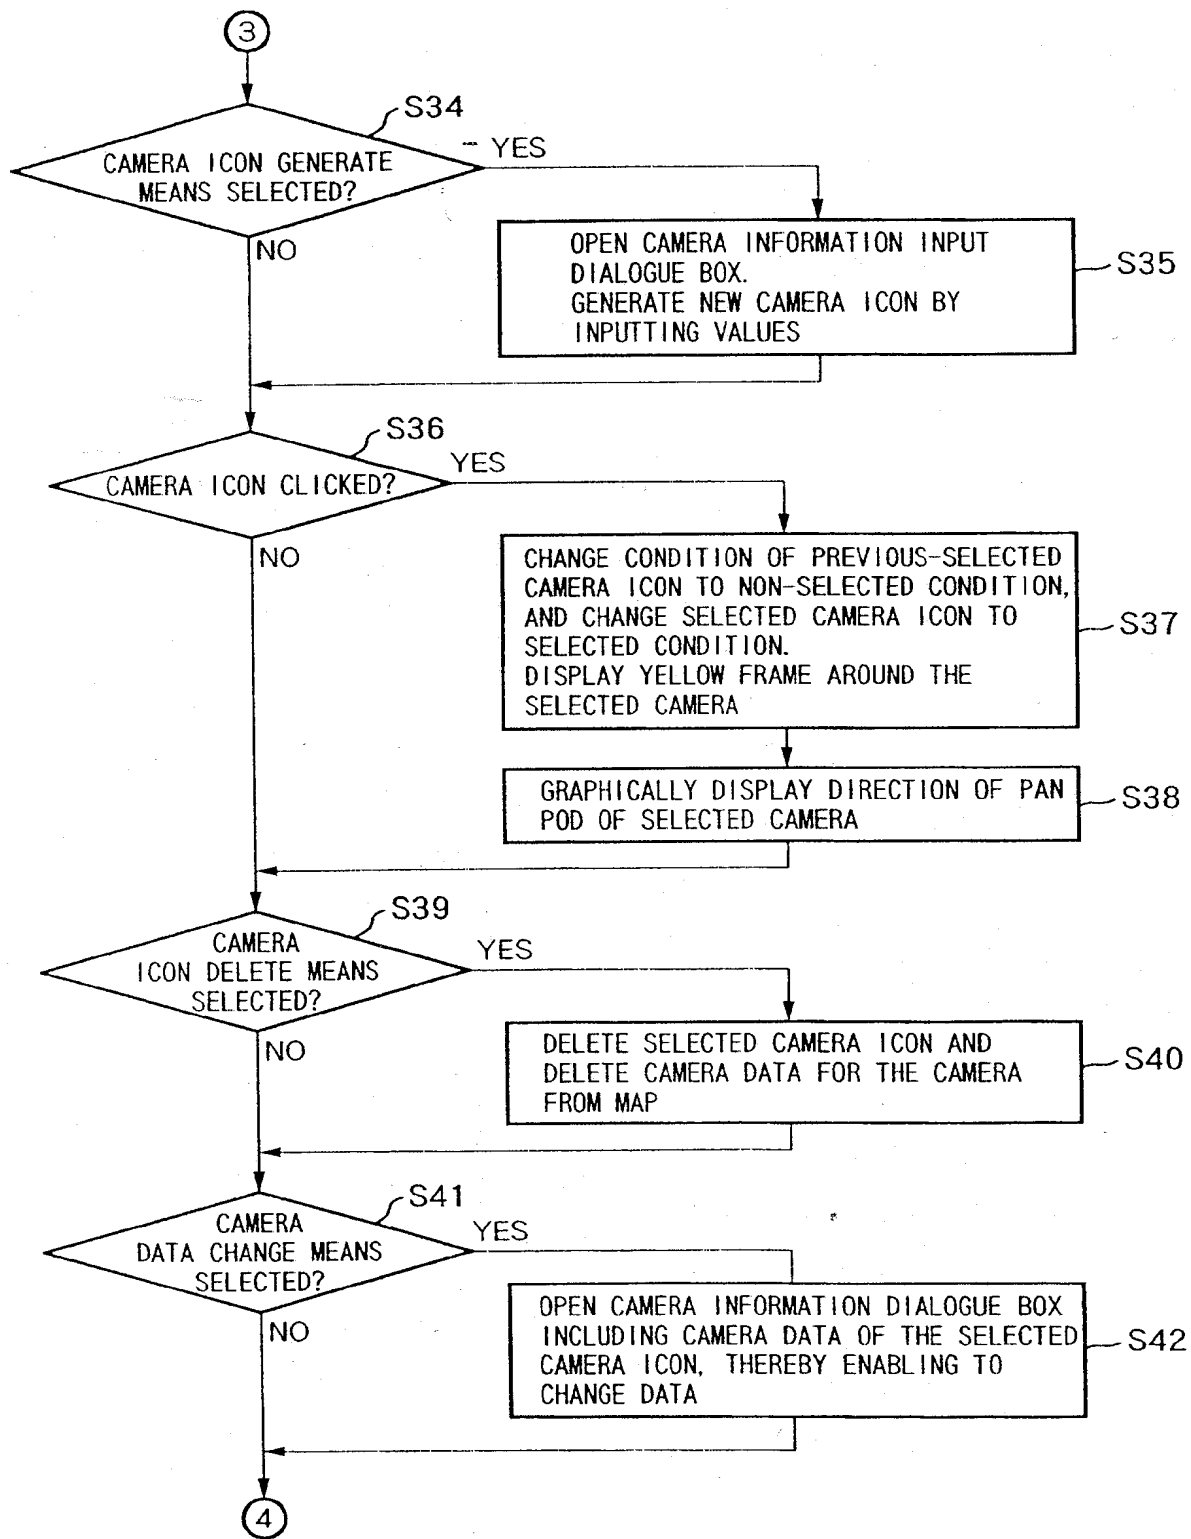 3
S34
CAMERA ICON GENERATE
MEANS SELECTED?
YES
NO
OPEN CAMERA INFORMATION INPUT
DIALOGUE BOX.
GENERATE NEW CAMERA ICON BY
INPUTTING VALUES
S35
S36
CAMERA ICON CLICKED?
YES
NO
CHANGE CONDITION OF PREVIOUS-SELECTED
CAMERA ICON TO NON-SELECTED CONDITION,
AND CHANGE SELECTED CAMERA ICON TO
SELECTED CONDITION.
DISPLAY YELLOW FRAME AROUND THE
SELECTED CAMERA
S37
GRAPHICALLY DISPLAY DIRECTION OF PAN
POD OF SELECTED CAMERA
S38
S39
CAMERA
ICON DELETE MEANS
SELECTED?
YES
NO
DELETE SELECTED CAMERA ICON AND
DELETE CAMERA DATA FOR THE CAMERA
FROM MAP
S40
S41
CAMERA
DATA CHANGE MEANS
SELECTED?
YES
NO
OPEN CAMERA INFORMATION DIALOGUE BOX
INCLUDING CAMERA DATA OF THE SELECTED
CAMERA ICON, THEREBY ENABLING TO
CHANGE DATA
S42
4